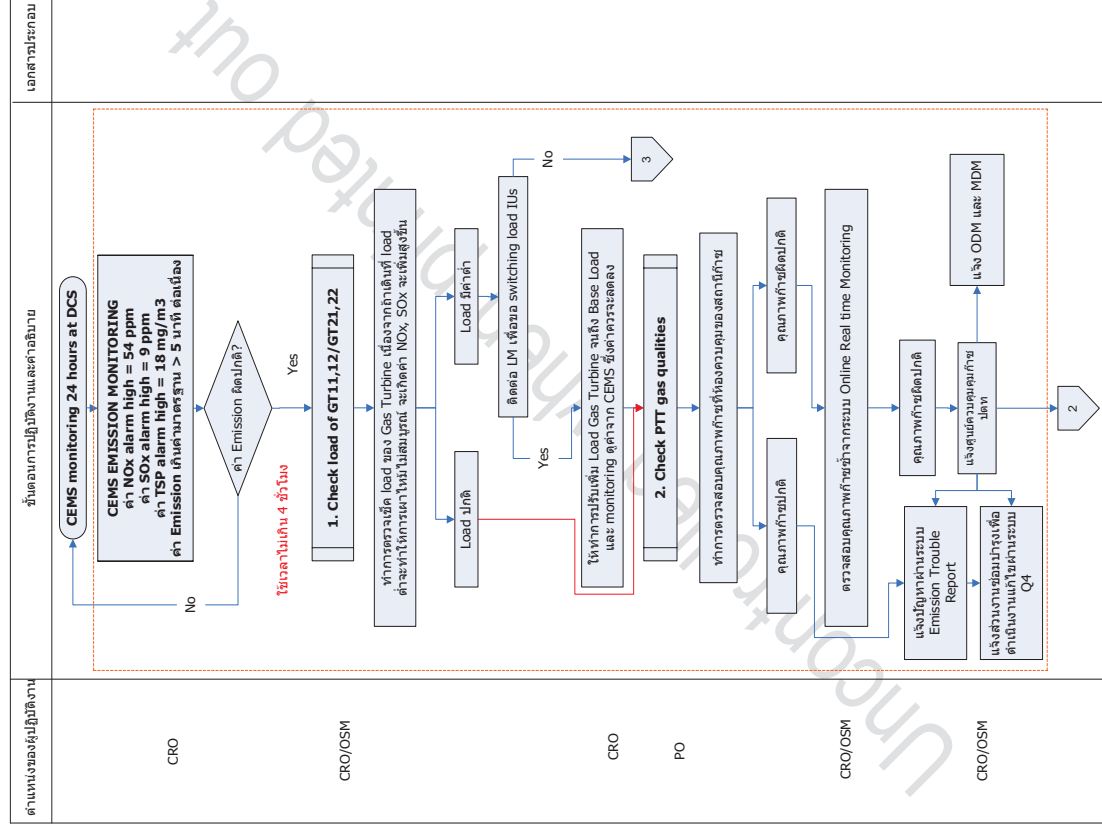 ตำแหน่งของผู้ปฏิบัติงาน
ขั้นตอนการปฏิบัติงานและคำอธิบาย
เอกสารประกอบ
CRO
CEMS monitoring 24 hours at DCS
CEMS EMISSION MONITORING
ค่า NOx alarm high = 54 ppm
ค่า SOx alarm high = 9 ppm
ค่า TSP alarm high = 18 mg/m3
ค่า Emission เกินค่ามาตรฐาน > 5 นาที ต่อเนื่อง
ค่า Emission ผิดปกติ?
No
Yes
ใช้เวลาไม่เกิน 4 ชั่วโมง
CRO/OSM
1. Check load of GT11,12/GT21,22
ทำการตรวจเช็ค load ของ Gas Turbine เนื่องจากถ้าเดินที่ load
ต่ำจะทำให้การเผาไหม้ไม่สมบูรณ์ จะเกิดค่า NOx, SOx จะเพิ่มสูงขึ้น
Load ปกติ
Load มีค่าต่ำ
ติดต่อ LM เพื่อขอ switching load IUs
Yes
No
3
CRO
ให้ทำการปรับเพิ่ม Load Gas Turbine จนถึง Base Load
และ monitoring ดูค่าจาก CEMS ซึ่งค่าควรจะลดลง
PO
2. Check PTT gas qualities
ทำการตรวจสอบคุณภาพก๊าซที่ห้องควบคุมของสถานีก๊าซ
คุณภาพก๊าซปกติ
คุณภาพก๊าซผิดปกติ
CRO/OSM
ตรวจสอบคุณภาพก๊าซซ้ำจากระบบ Online Real time Monitoring
คุณภาพก๊าซผิดปกติ
CRO/OSM
แจ้งปัญหาผ่านระบบ
Emission Trouble
Report
แจ้งศูนย์ควบคุมก๊าซ
ปตท
แจ้ง ODM และ MDM
แจ้งส่วนงานซ่อมบำรุงเพื่อ
ดำเนินงานแก้ไขผ่านระบบ
Q4
2
Uncontrolled when printed out